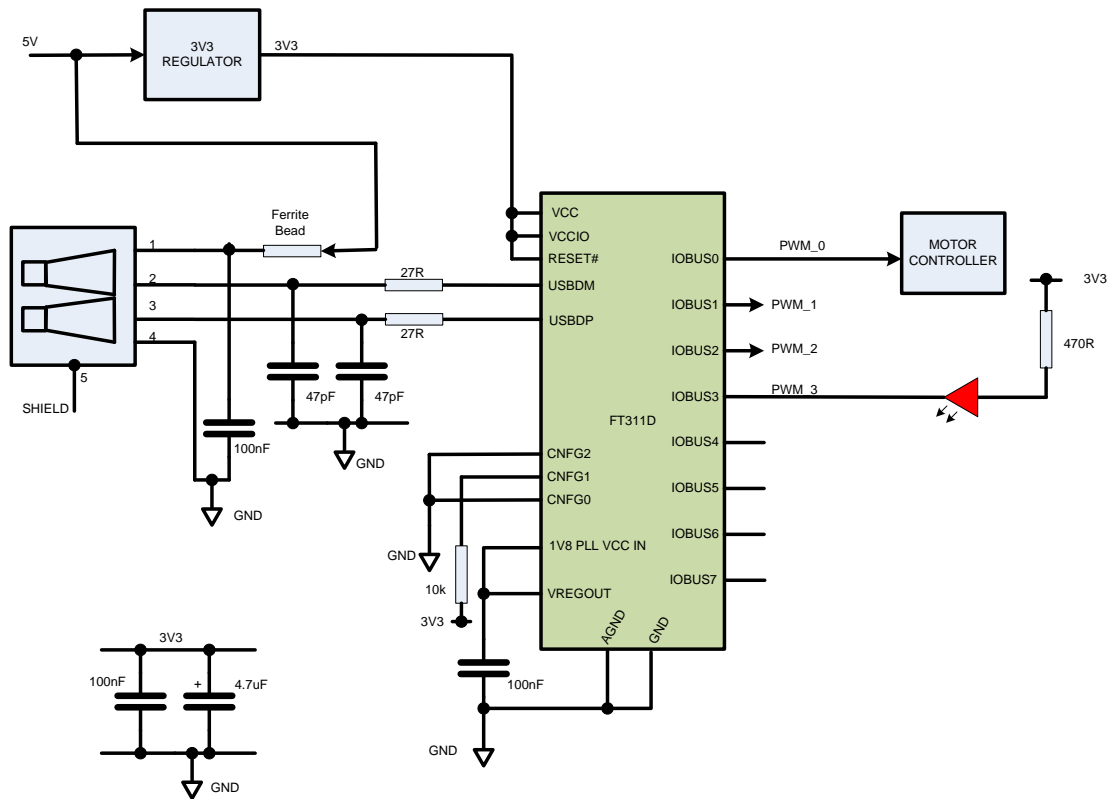 5V
3V3
REGULATOR
3V3
Ferrite
Bead
1
2
3
4
5
SHIELD
27R
27R
47pF
47pF
GND
100nF
GND
VCC
VCCIO
RESET#
USBDM
USBDP
FT311D
CNFG2
CNFG1
CNFG0
1V8 PLL VCC IN
VREGOUT
AGND
GND
IOBUS0
IOBUS1
IOBUS2
IOBUS3
IOBUS4
IOBUS5
IOBUS6
IOBUS7
PWM_0
PWM_1
PWM_2
PWM_3
MOTOR
CONTROLLER
3V3
470R
GND
10k
3V3
100nF
GND
3V3
100nF
+
4.7uF
GND